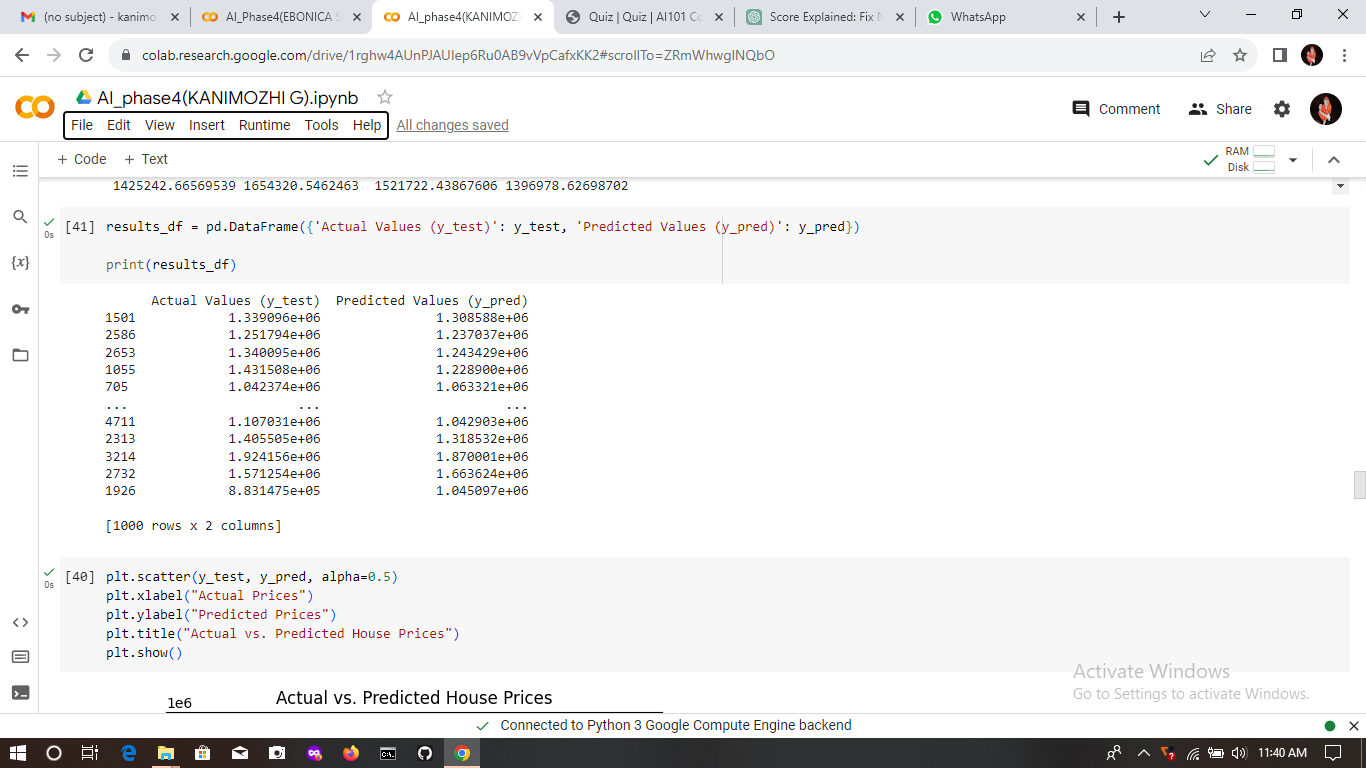 (no subject) - kanimo
AI_Phase4(EBONICA S
AI_phase4(KANIMOZ
Quiz | Quiz | AI101 Co
Score Explained: Fix N
WhatsApp
colab.research.google.com/drive/1rghw4AUnPJAUIep6Ru0AB9vVpCafxKK2#scrollTo=ZRmWhwglNQbO
AI_phase4(KANIMOZHI G).ipynb
Comment
Share
File Edit View Insert Runtime Tools Help All changes saved
+ Code + Text
RAM
Disk
1425242.66569539 1654320.5462463  1521722.43867606 1396978.62698702
0s
[41] results_df = pd.DataFrame({'Actual Values (y_test)': y_test, 'Predicted Values (y_pred)': y_pred})
print(results_df)
Actual Values (y_test)  Predicted Values (y_pred)
1501 1.339096e+06 1.308588e+06
2586 1.251794e+06 1.237037e+06
2653 1.340095e+06 1.243429e+06
1055 1.431508e+06 1.228900e+06
705 1.042374e+06 1.063321e+06
... ... ...
4711 1.107031e+06 1.042903e+06
2313 1.405505e+06 1.318532e+06
3214 1.924156e+06 1.870001e+06
2732 1.571254e+06 1.663624e+06
1926 8.831475e+05 1.045097e+06
[1000 rows x 2 columns]
0s
[40] plt.scatter(y_test, y_pred, alpha=0.5)
plt.xlabel("Actual Prices")
plt.ylabel("Predicted Prices")
plt.title("Actual vs. Predicted House Prices")
plt.show()
1e6 Actual vs. Predicted House Prices
Activate Windows
Go to Settings to activate Windows.
Connected to Python 3 Google Compute Engine backend
11:40 AM